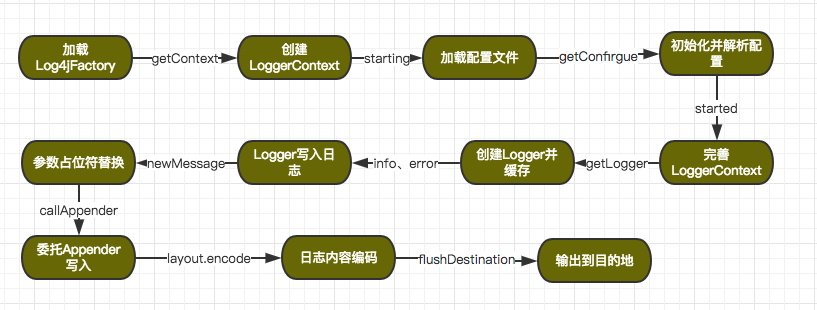 加载
Log4jFactory
getContext
创建
LoggerContext
starting
加载配置文件
getConfirgue
初始化并解析配
置
started
完善
LoggerContext
getLogger
创建Logger并
缓存
info、error
Logger写入日
志
newMessage
参数占位符替换
callAppender
委托Appender
写入
layout.encode
日志内容编码
flushDestination
输出到目的地